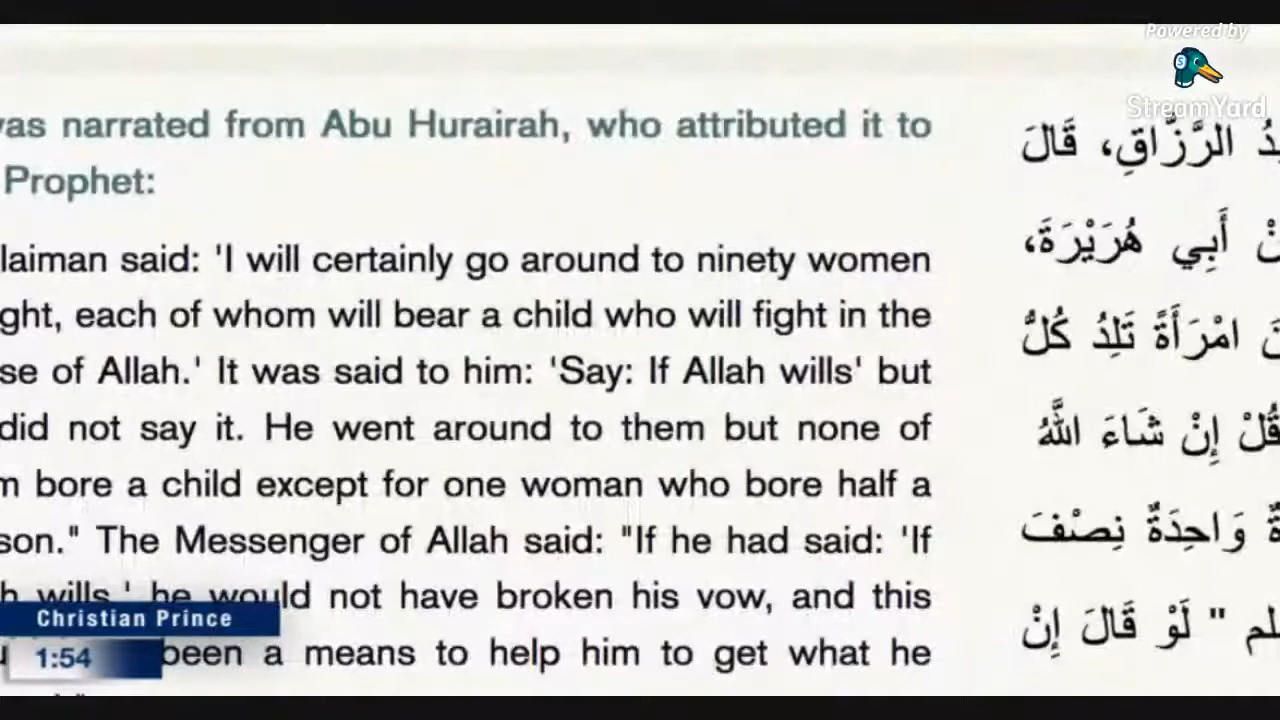 Powered by
StreamYard
was narrated from Abu Hurairah, who attributed it to
Prophet:
laiman said: 'I will certainly go around to ninety women
ght, each of whom will bear a child who will fight in the
se of Allah.' It was said to him: 'Say: If Allah wills' but
did not say it. He went around to them but none of
m bore a child except for one woman who bore half a
son." The Messenger of Allah said: "If he had said: 'If
h wills,' he would not have broken his vow, and this
been a means to help him to get what he
الرَّزَّاقِ، قَالَ
أَبِي هُرَيْرَةَ،
امْرَأَةً تَلِدُ كُلُّ
قُلْ إِنْ شَاءَ اللَّهُ
وَاحِدَةٌ نِصْفَ
لم " لَوْ قَالَ إِنْ
Christian Prince
1:54